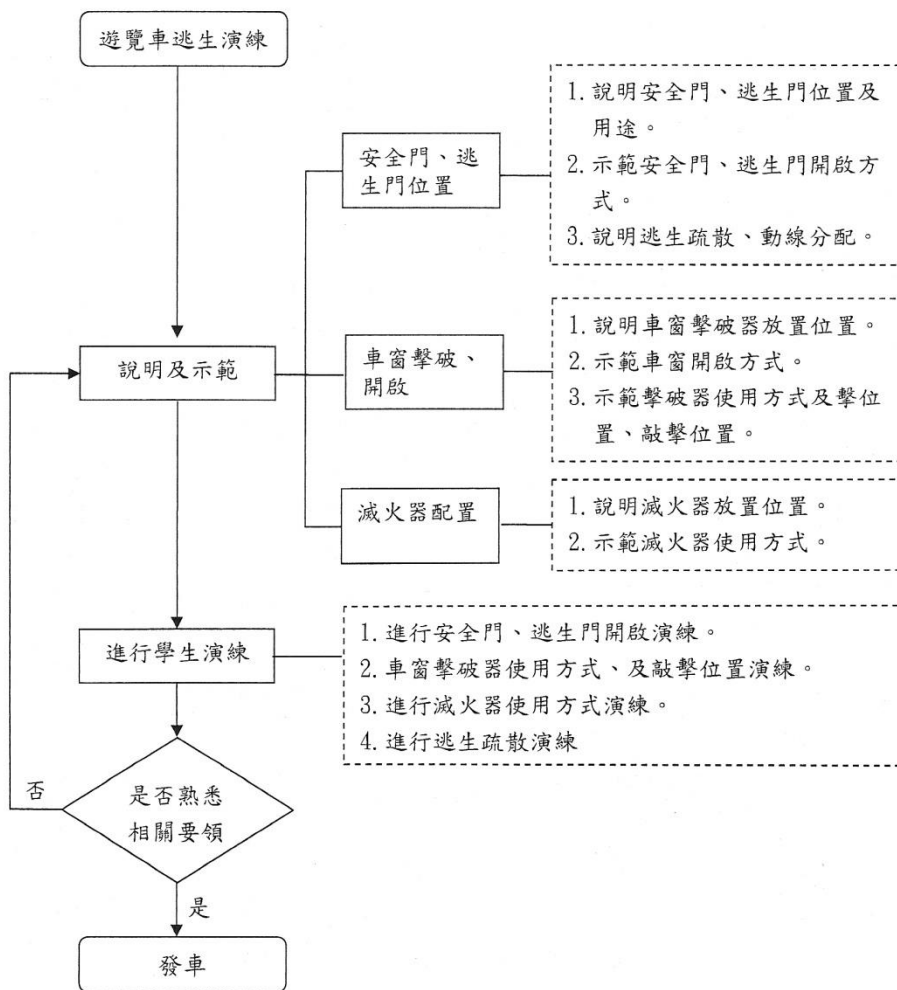 遊覽車逃生演練
安全門、逃
生門位置
1.說明安全門、逃生門位置及
用途。
2.示範安全門、逃生門開啟方
式。
3.說明逃生疏散、動線分配。
說明及示範
車窗擊破、
開啟
1.說明車窗擊破器放置位置。
2.示範車窗開啟方式。
3.示範擊破器使用方式及擊位
置、敲擊位置。
滅火器配置
1.說明滅火器放置位置。
2.示範滅火器使用方式。
進行學生演練
1.進行安全門、逃生門開啟演練。
2.車窗擊破器使用方式、及敲擊位置演練。
3.進行滅火器使用方式演練。
4.進行逃生疏散演練
否
是否熟悉
相關要領
是
發車